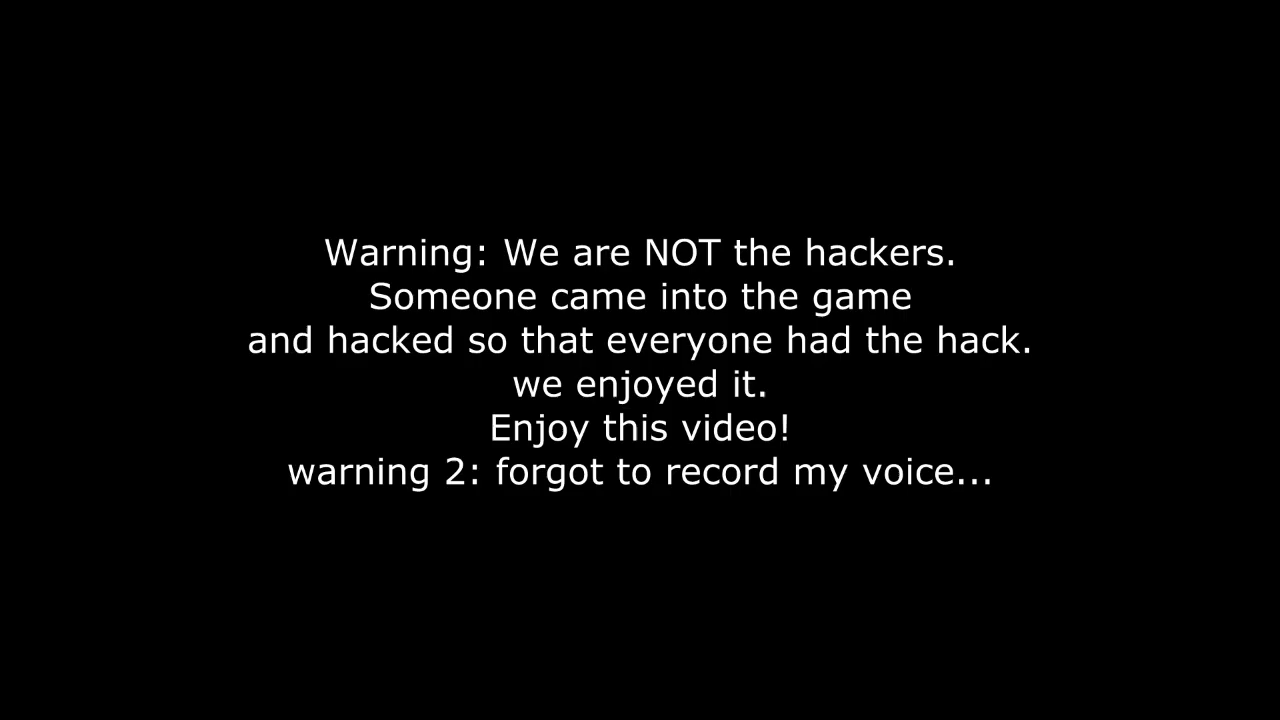 Warning: We are NOT the hackers.
Someone came into the game
and hacked so that everyone had the hack.
we enjoyed it.
Enjoy this video!
warning 2: forgot to record my voice...